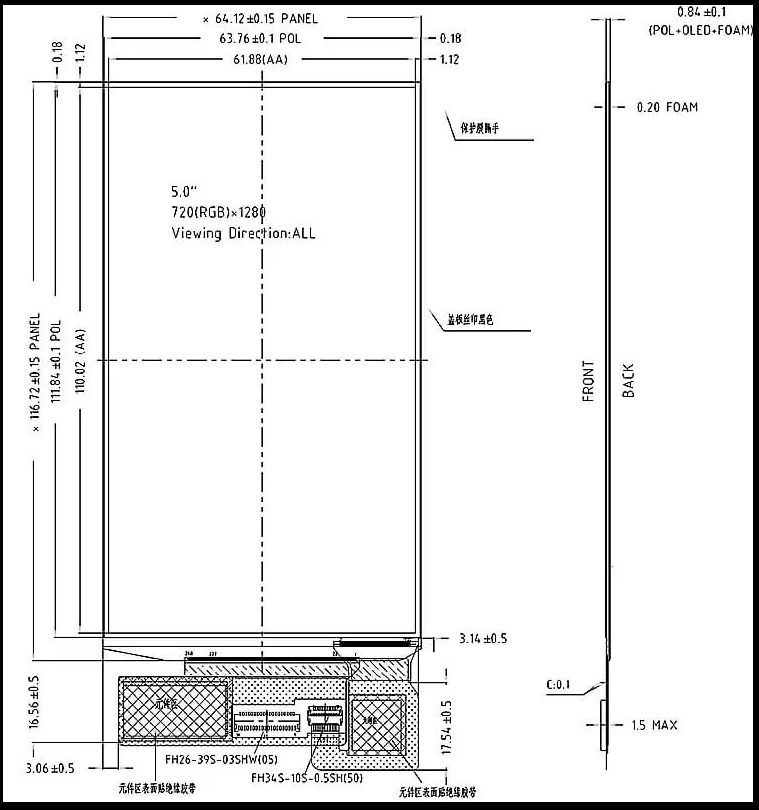 × 64.12±0.15 PANEL
0.84±0.1
63.76±0.1 POL
0.18
(POL+OLED+FOAM)
0.18
1.12
61.88(AA)
1.12
0.20 FOAM
保护膜撕手
5.0"
720(RGB)×1280
Viewing Direction:ALL
盖板丝印黑色
× 116.72±0.15 PANEL
111.84±0.1 POL
110.02 (AA)
FRONT
BACK
3.14±0.5
C:0.1
16.56±0.5
元件区
17.54±0.5
1.5 MAX
FH26-39S-03SHW(05)
3.06±0.5
FH34S-10S-0.5SH(50)
元件区表面贴绝缘胶带
元件区表面贴绝缘胶带